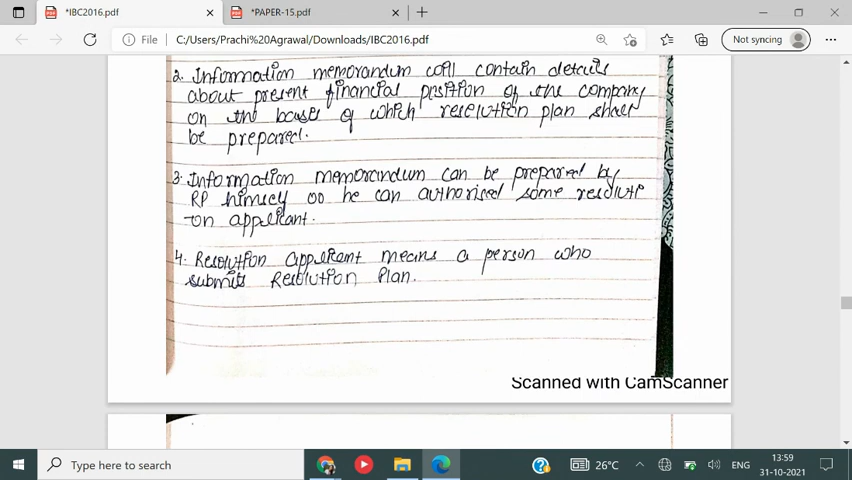 *IBC2016.pdf
*PAPER-15.pdf
File
C:/Users/Prachi%20Agrawal/Downloads/IBC2016.pdf
Not syncing
2. Information memorandum will contain details
about present financial position of the company
on the basis of which resolution plan shall
be prepared.
3. Information memorandum can be prepared by
RP himself or he can authorised some resoluti
on applicant.
4. Resolution applicant means a person who
submits Resolution Plan.
Scanned with CamScanner
Type here to search
26°C
ENG
13:59
31-10-2021